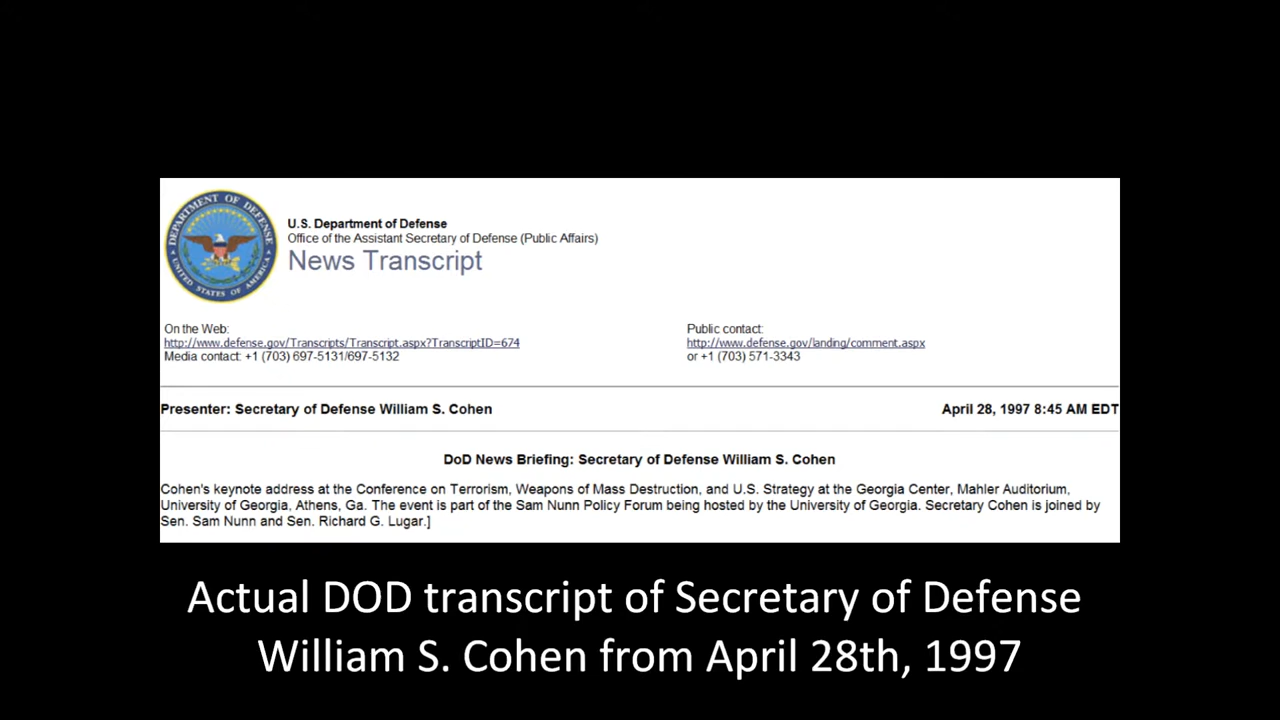 DEPARTMENT OF DEFENSE
UNITED STATES OF AMERICA
U.S. Department of Defense
Office of the Assistant Secretary of Defense (Public Affairs)
News Transcript
On the Web:
http://www.defense.gov/Transcripts/Transcript.aspx?TranscriptID=674
Media contact: +1 (703) 697-5131/697-5132
Public contact:
http://www.defense.gov/landing/comment.aspx
or +1 (703) 571-3343
Presenter: Secretary of Defense William S. Cohen
April 28, 1997 8:45 AM EDT
DoD News Briefing: Secretary of Defense William S. Cohen
Cohen's keynote address at the Conference on Terrorism, Weapons of Mass Destruction, and U.S. Strategy at the Georgia Center, Mahler Auditorium,
University of Georgia, Athens, Ga. The event is part of the Sam Nunn Policy Forum being hosted by the University of Georgia. Secretary Cohen is joined by
Sen. Sam Nunn and Sen. Richard G. Lugar.]
Actual DOD transcript of Secretary of Defense
William S. Cohen from April 28th, 1997